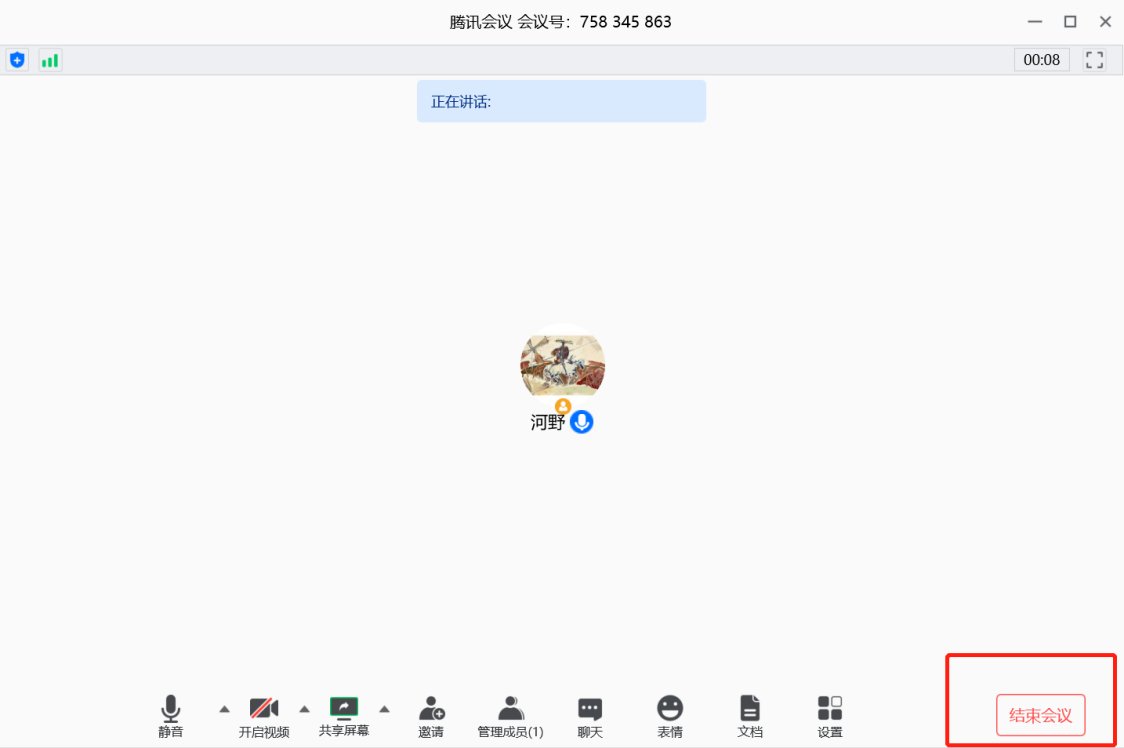 腾讯会议 会议号：758 345 863
00:08
正在讲话:
河野
静音
开启视频
共享屏幕
邀请
管理成员(1)
聊天
表情
文档
设置
结束会议